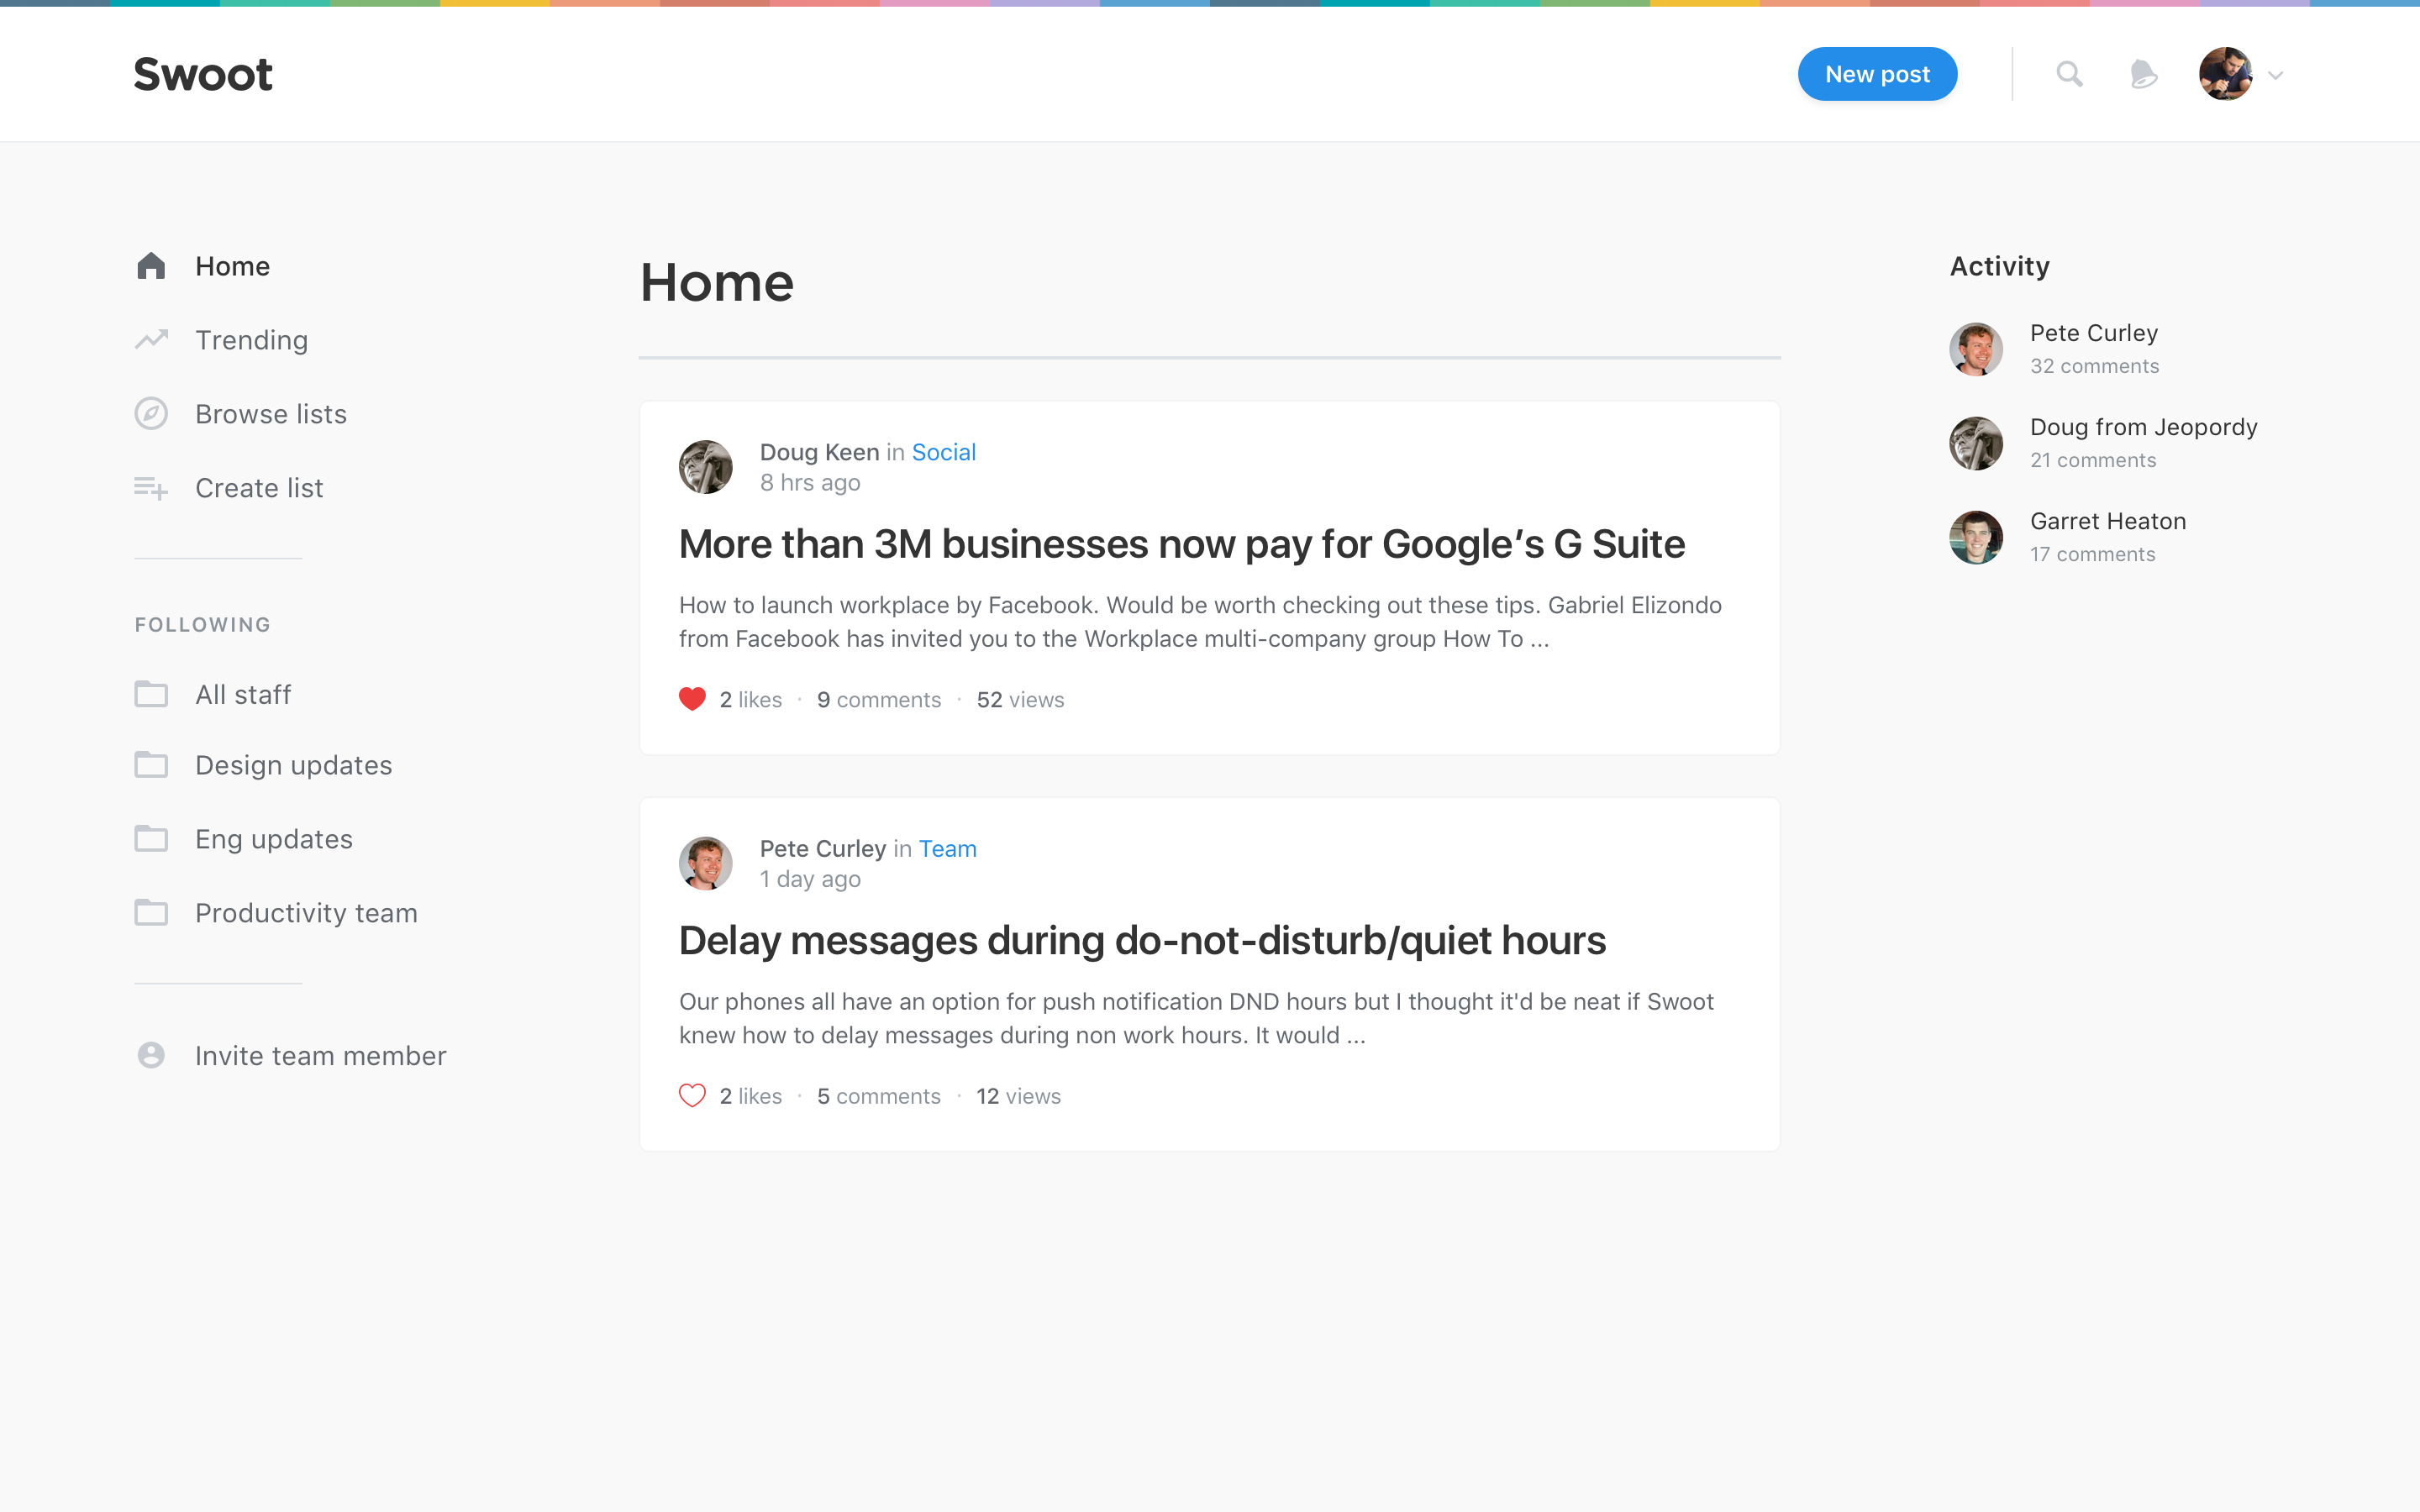 Swoot
New post
Home
Trending
Browse lists
Create list
FOLLOWING
All staff
Design updates
Eng updates
Productivity team
Invite team member
Home
Doug Keen in Social
8 hrs ago
More than 3M businesses now pay for Google’s G Suite
How to launch workplace by Facebook. Would be worth checking out these tips. Gabriel Elizondo
from Facebook has invited you to the Workplace multi-company group How To ...
2 likes · 9 comments · 52 views
Pete Curley in Team
1 day ago
Delay messages during do-not-disturb/quiet hours
Our phones all have an option for push notification DND hours but I thought it'd be neat if Swoot
knew how to delay messages during non work hours. It would ...
2 likes · 5 comments · 12 views
Activity
Pete Curley
32 comments
Doug from Jeopordy
21 comments
Garret Heaton
17 comments